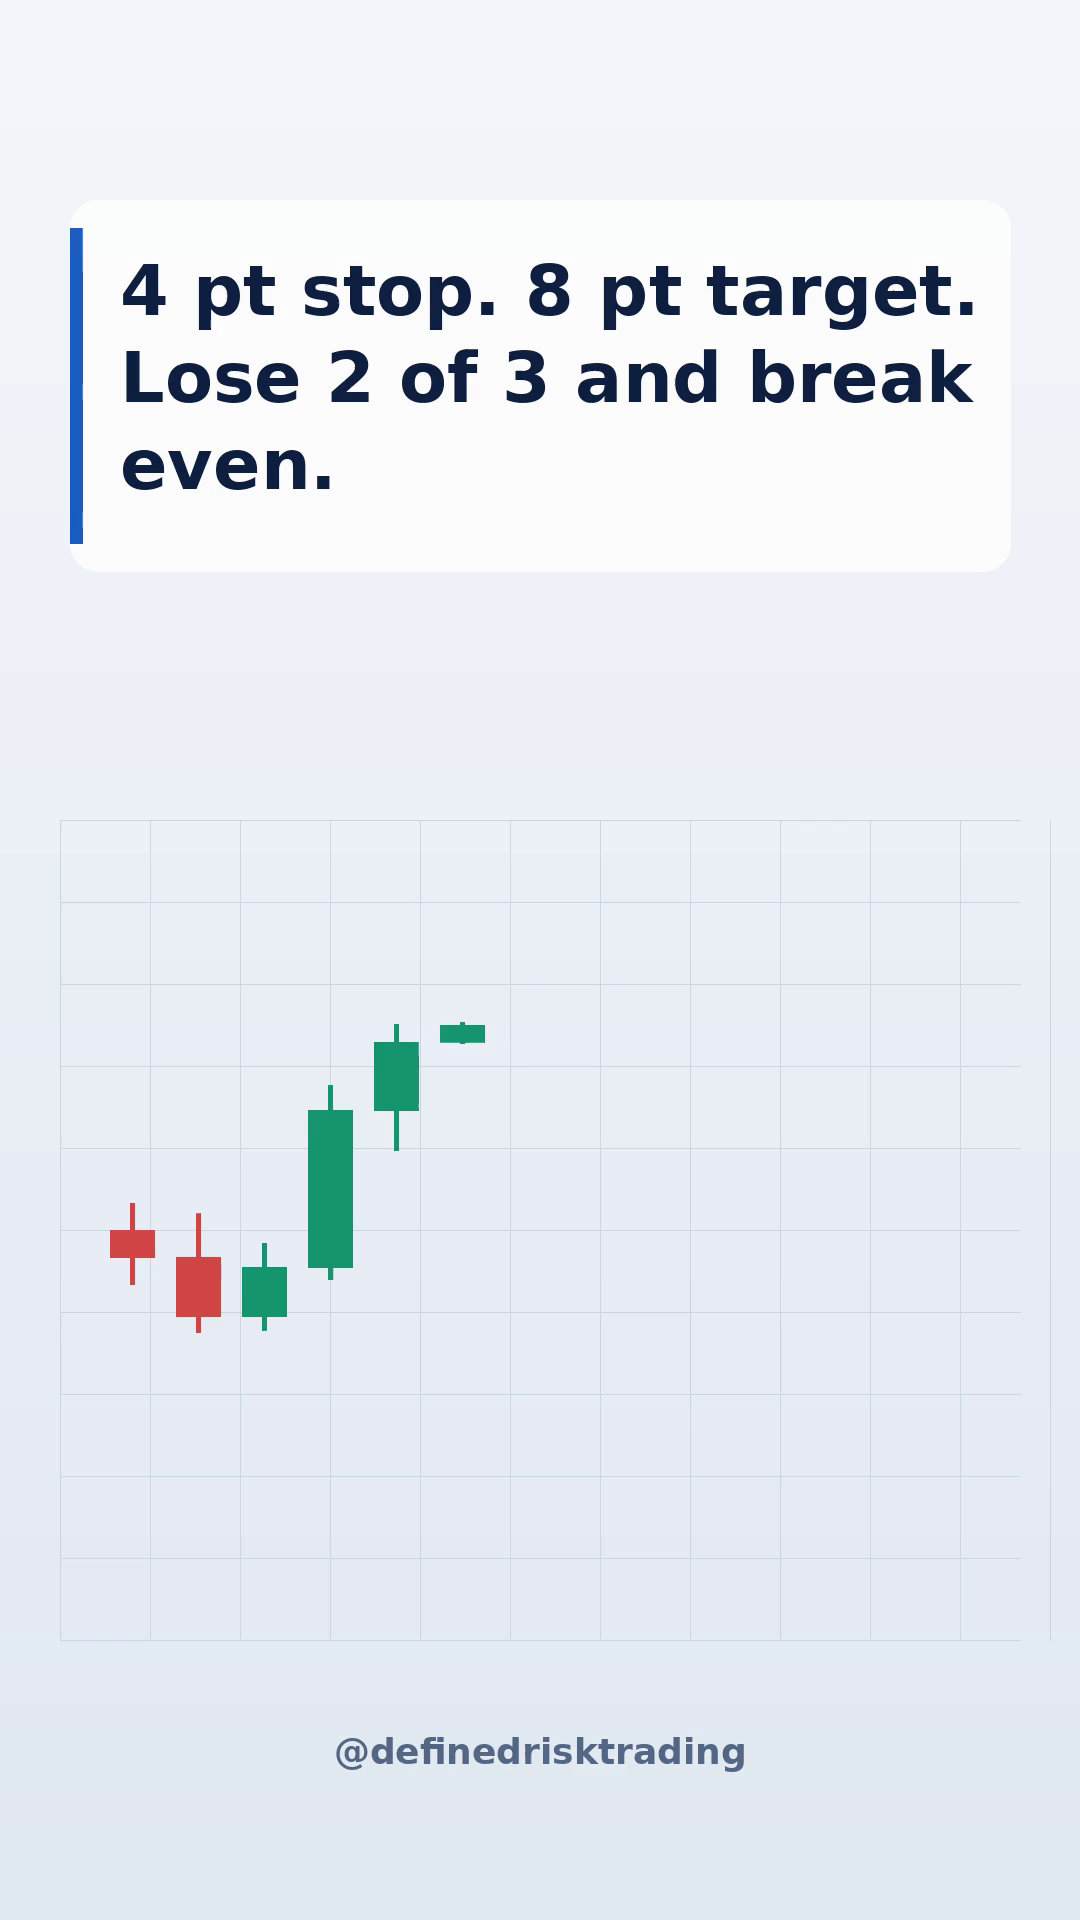 4 pt stop. 8 pt target.
Lose 2 of 3 and break
even.
@definedrisktrading